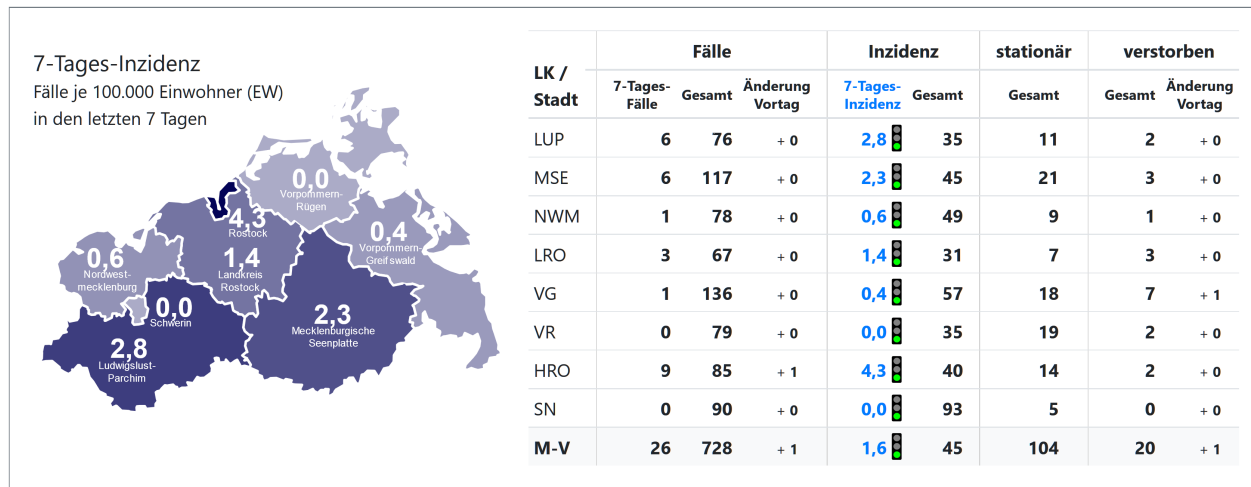 7-Tages-Inzidenz
Fälle je 100.000 Einwohner (EW)
in den letzten 7 Tagen
0,0
Vorpommern-
Rügen
4,3
Rostock
0,4
Vorpommern-
Greifswald
0,6
Nordwest-
mecklenburg
1,4
Landkreis
Rostock
0,0
Schwerin
2,3
Mecklenburgische
Seenplatte
2,8
Ludwigslust-
Parchim
LK / Stadt Fälle Inzidenz stationär verstorben
7-Tages-Fälle Gesamt Änderung Vortag 7-Tages-Inzidenz Gesamt Gesamt Gesamt Änderung Vortag
LUP 6 76 + 0 2,8 35 11 2 + 0
MSE 6 117 + 0 2,3 45 21 3 + 0
NWM 1 78 + 0 0,6 49 9 1 + 0
LRO 3 67 + 0 1,4 31 7 3 + 0
VG 1 136 + 0 0,4 57 18 7 + 1
VR 0 79 + 0 0,0 35 19 2 + 0
HRO 9 85 + 1 4,3 40 14 2 + 0
SN 0 90 + 0 0,0 93 5 0 + 0
M-V 26 728 + 1 1,6 45 104 20 + 1